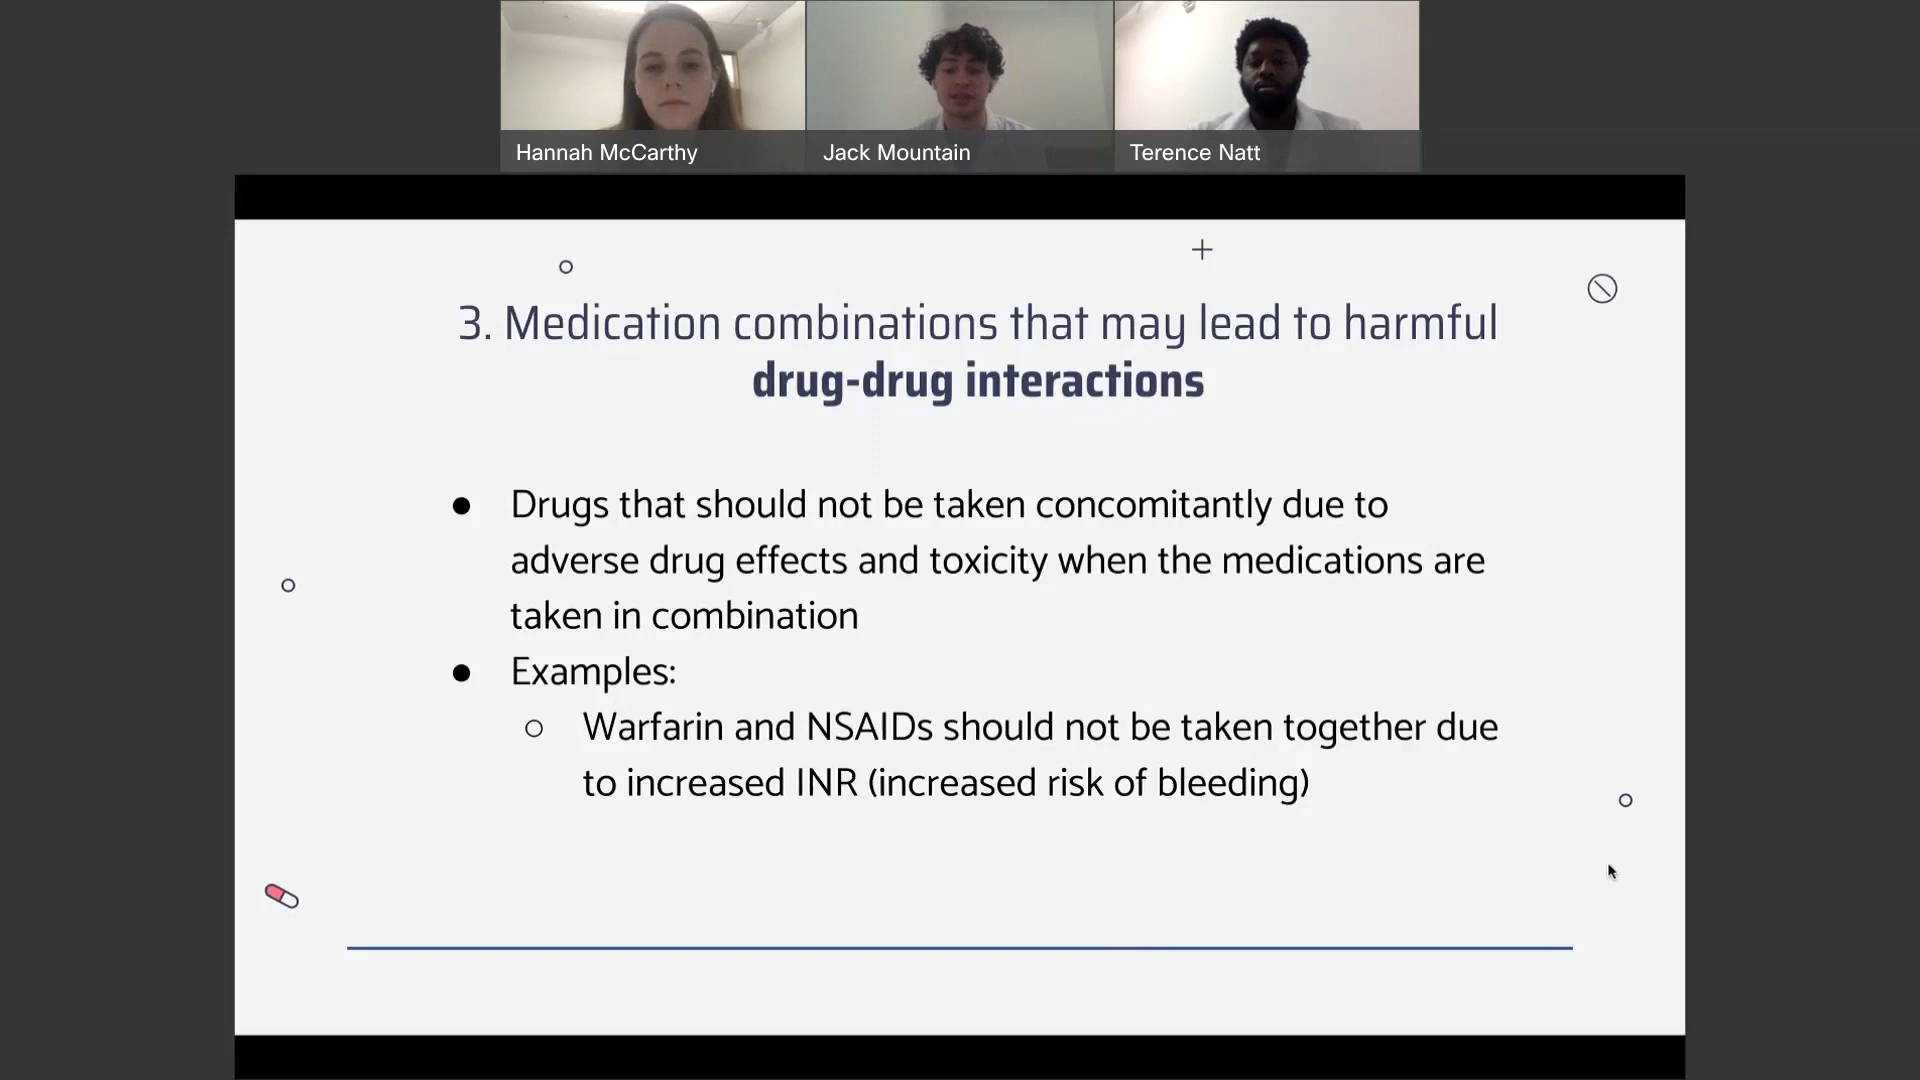 Hannah McCarthy
Jack Mountain
Terence Natt
3. Medication combinations that may lead to harmful
drug-drug interactions
● Drugs that should not be taken concomitantly due to
adverse drug effects and toxicity when the medications are
taken in combination
● Examples:
○ Warfarin and NSAIDs should not be taken together due
to increased INR (increased risk of bleeding)